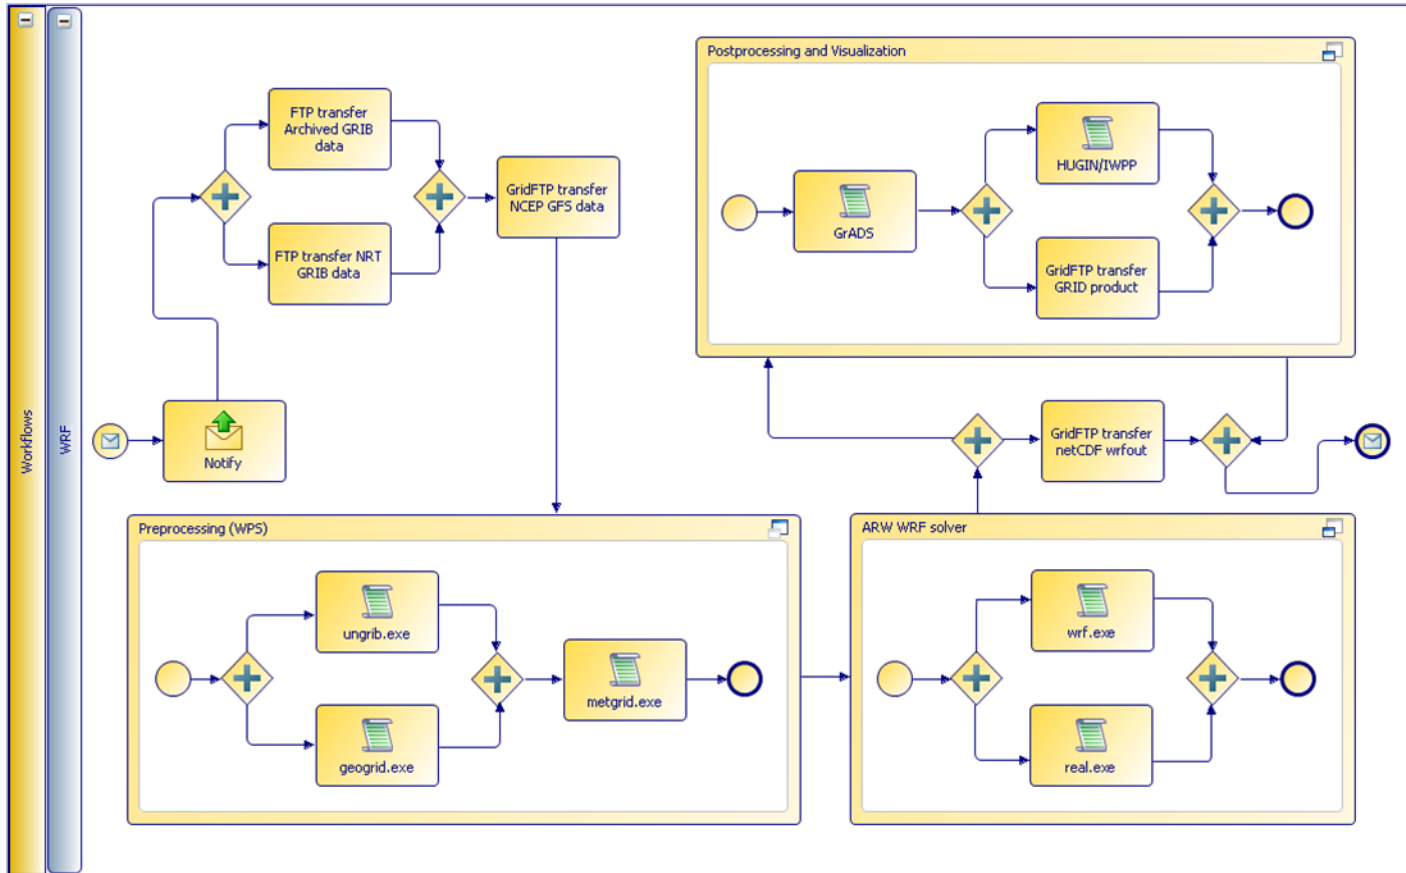 Workflows
WRF
FTP transfer
Archived GRIB
data
FTP transfer NRT
GRIB data
GridFTP transfer
NCEP GFS data
Notify
Postprocessing and Visualization
GrADS
HUGIN/IWPP
GridFTP transfer
GRID product
GridFTP transfer
netCDF wrfout
Preprocessing (WPS)
ungrib.exe
geogrid.exe
metgrid.exe
ARW WRF solver
wrf.exe
real.exe